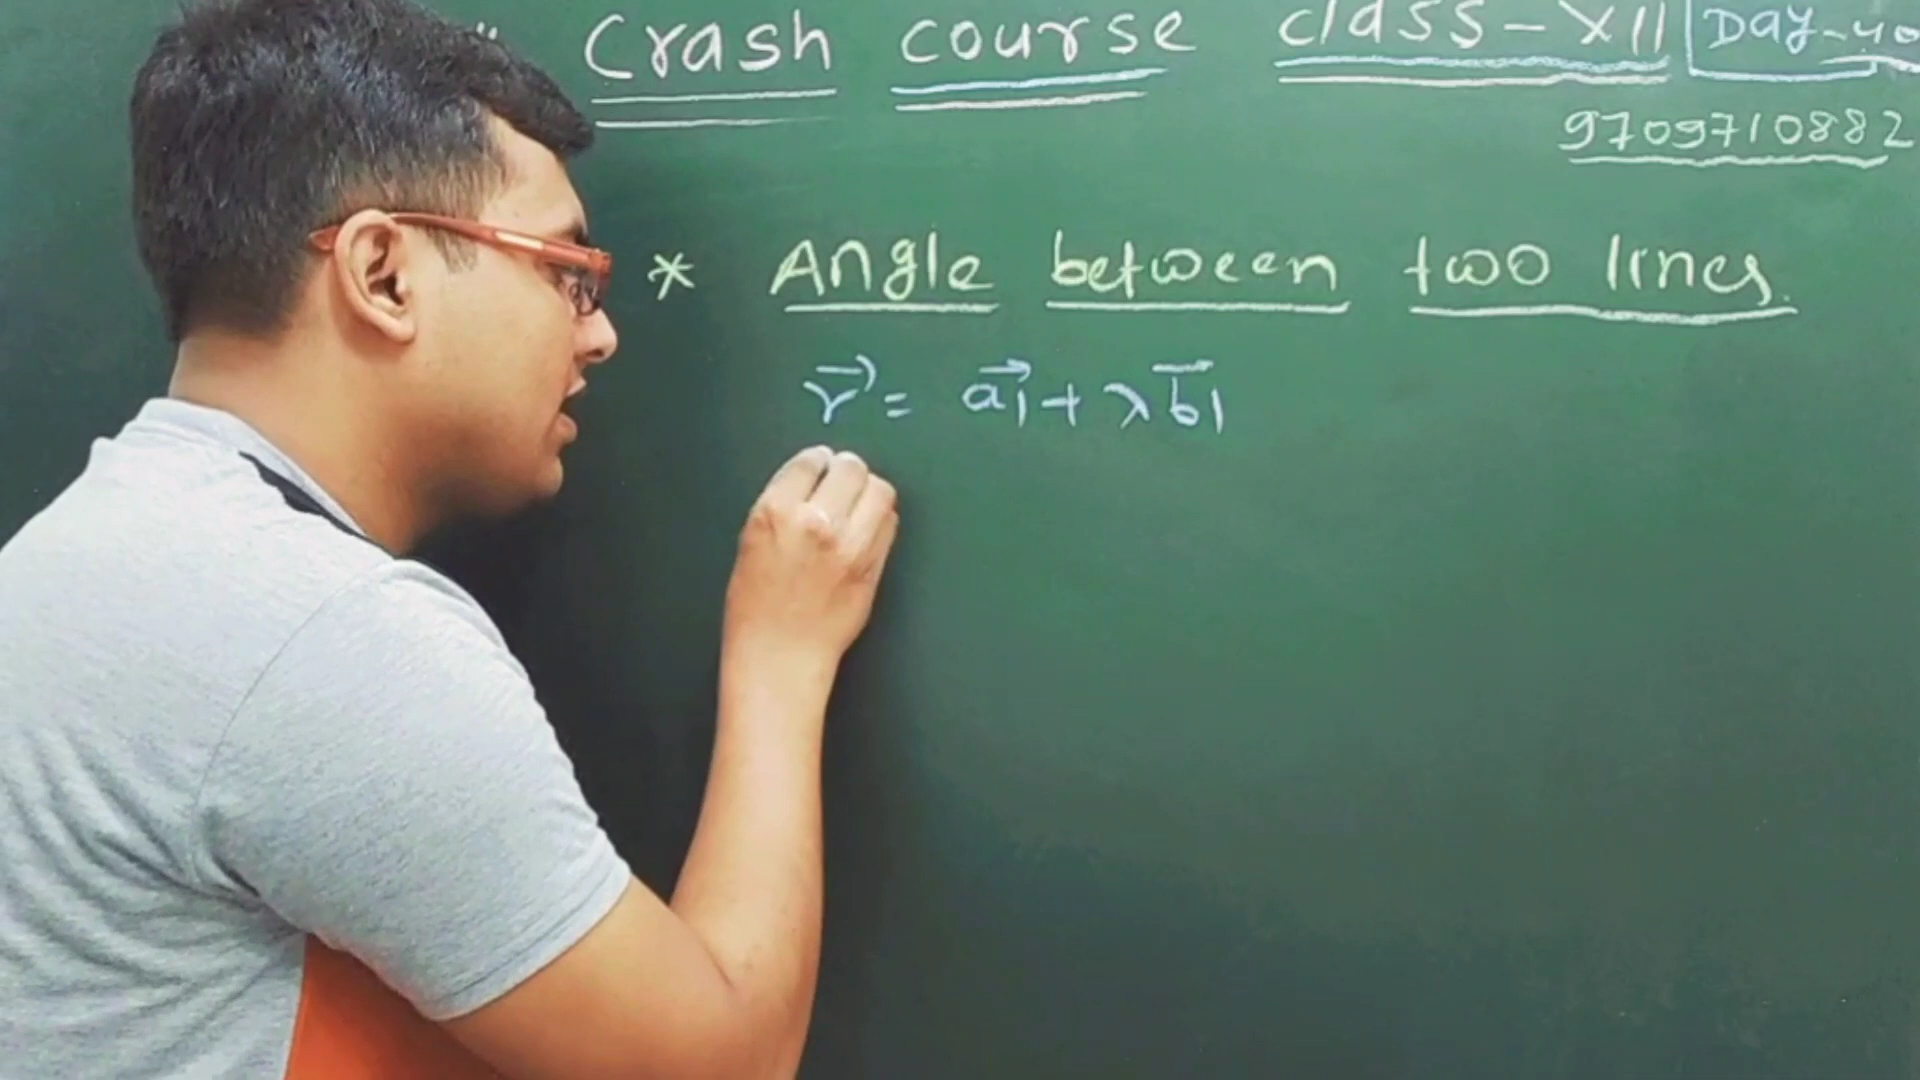 " Crash course class-XII Day-40
9709710882
* Angle between two lines.
r⃗ = a⃗1 + λb⃗1